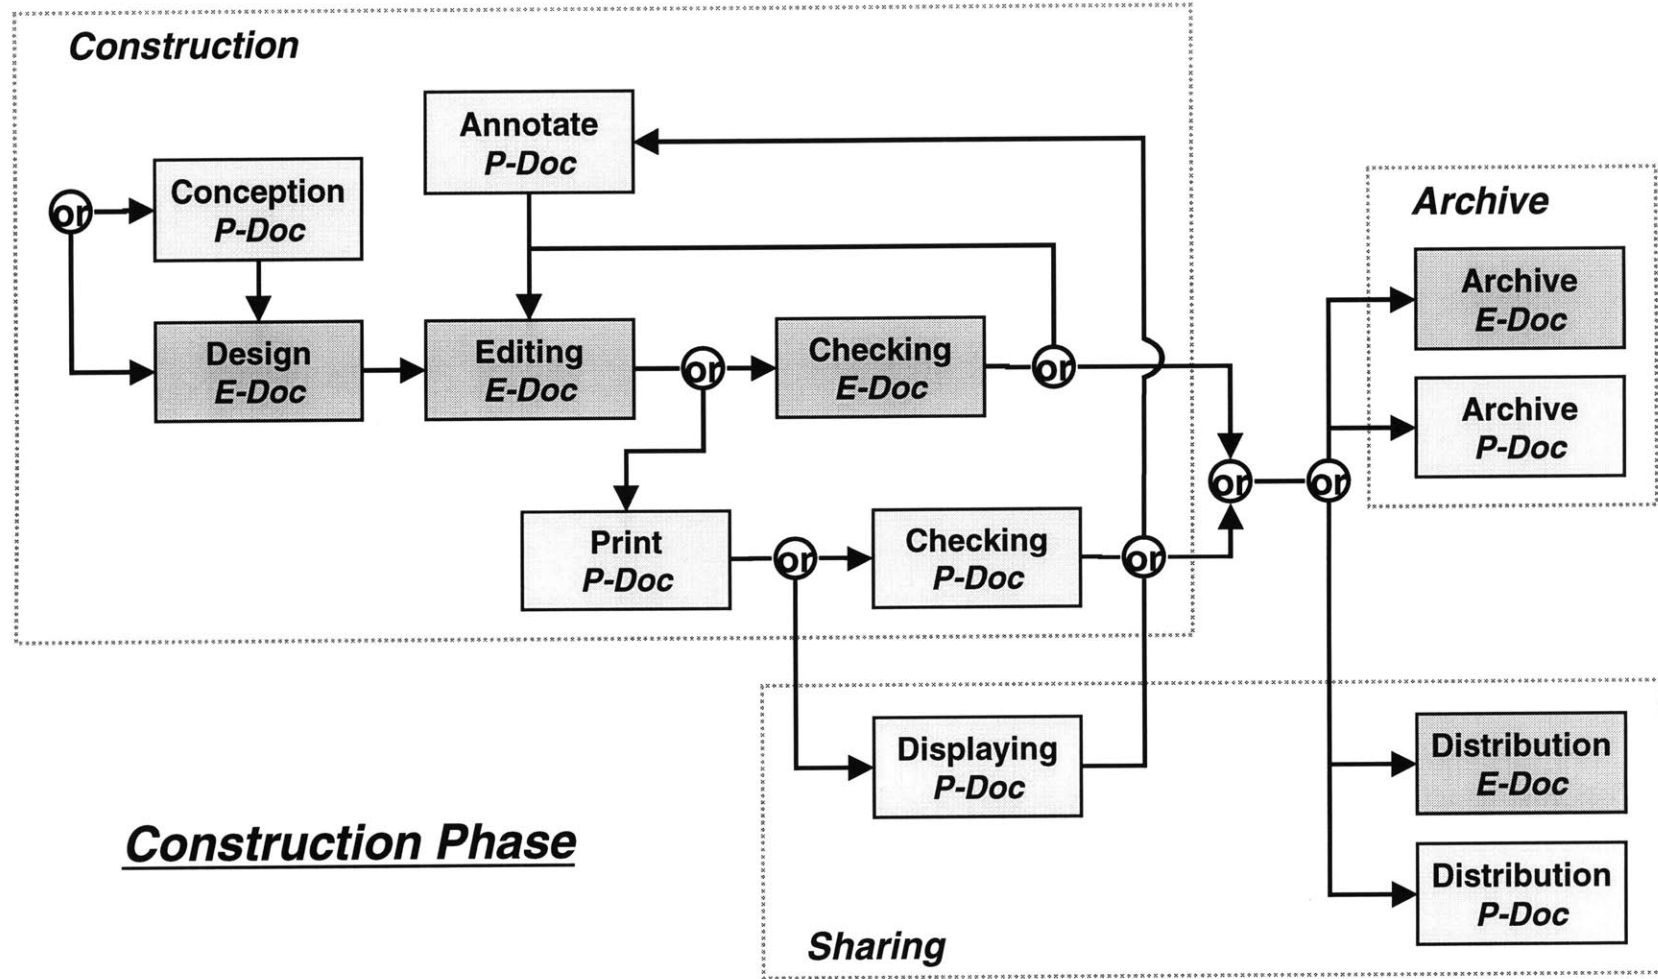 Construction
Annotate
P-Doc
Conception
P-Doc
or
Archive
Archive
E-Doc
Design
E-Doc
Editing
E-Doc
or
Checking
E-Doc
or
Archive
P-Doc
or
or
Print
P-Doc
or
Checking
P-Doc
or
Displaying
P-Doc
Distribution
E-Doc
Construction Phase
Distribution
P-Doc
Sharing